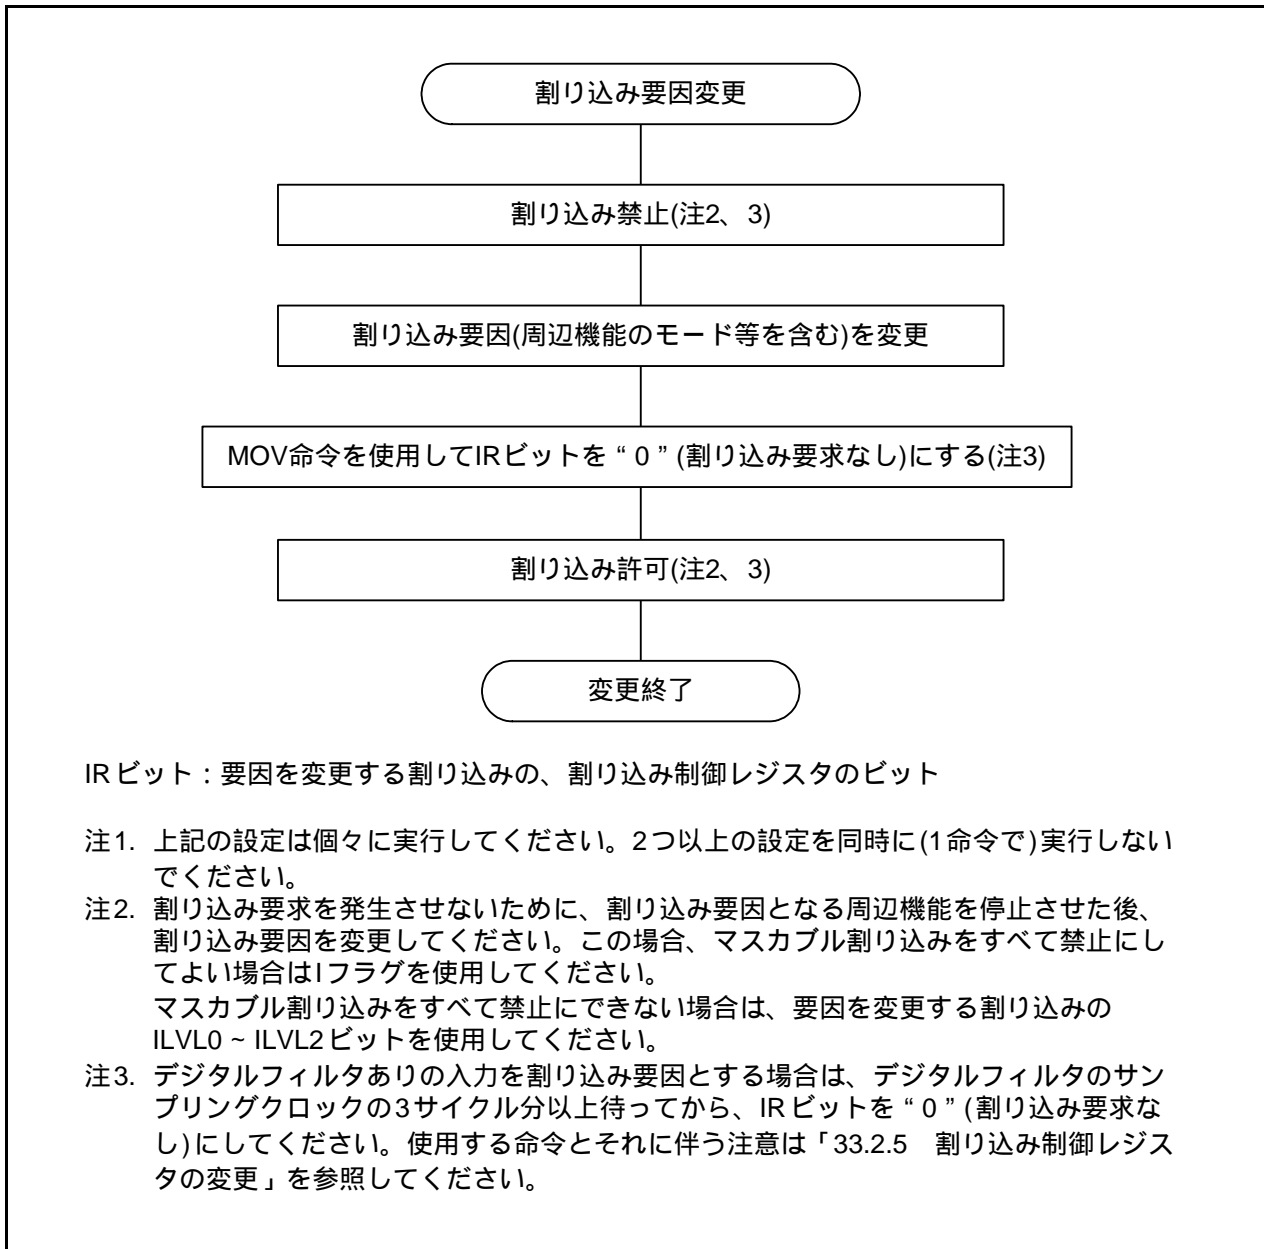 割り込み要因変更
割り込み禁止(注2、3)
割り込み要因(周辺機能のモード等を含む)を変更
MOV命令を使用してIRビットを“0”(割り込み要求なし)にする(注3)
割り込み許可(注2、3)
変更終了
IRビット：要因を変更する割り込みの、割り込み制御レジスタのビット
注1. 上記の設定は個々に実行してください。2つ以上の設定を同時に(1命令で)実行しない
でください。
注2. 割り込み要求を発生させないために、割り込み要因となる周辺機能を停止させた後、
割り込み要因を変更してください。この場合、マスカブル割り込みをすべて禁止にし
てよい場合はIフラグを使用してください。
マスカブル割り込みをすべて禁止にできない場合は、要因を変更する割り込みの
ILVL0 ~ ILVL2ビットを使用してください。
注3. デジタルフィルタありの入力を割り込み要因とする場合は、デジタルフィルタのサン
プリングクロックの3サイクル分以上待ってから、IRビットを“0”(割り込み要求な
し)にしてください。使用する命令とそれに伴う注意は「33.2.5　割り込み制御レジス
タの変更」を参照してください。